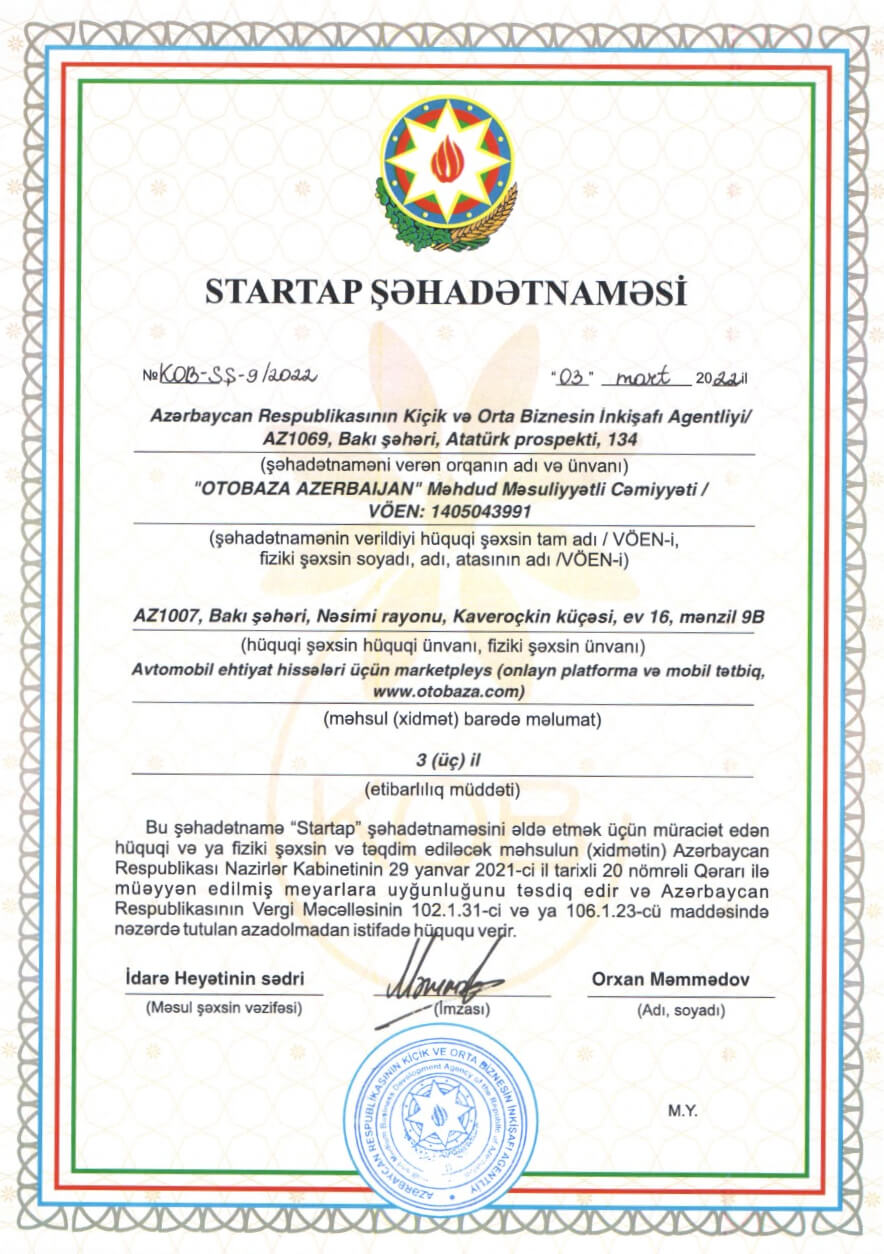 STARTAP ŞƏHADƏTNAMƏSİ
№KOB-SŞ-9/2022 "03" mart 2022il
Azərbaycan Respublikasının Kiçik və Orta Biznesin İnkişafı Agentliyi/
AZ1069, Bakı şəhəri, Atatürk prospekti, 134
(şəhadətnaməni verən orqanın adı və ünvanı)
"OTOBAZA AZERBAIJAN" Məhdud Məsuliyyətli Cəmiyyəti /
VÖEN: 1405043991
(şəhadətnamənin verildiyi hüquqi şəxsin tam adı / VÖEN-i,
fiziki şəxsin soyadı, adı, atasının adı /VÖEN-i)
AZ1007, Bakı şəhəri, Nəsimi rayonu, Kaveroçkin küçəsi, ev 16, mənzil 9B
(hüquqi şəxsin hüquqi ünvanı, fiziki şəxsin ünvanı)
Avtomobil ehtiyat hissələri üçün marketpleys (onlayn platforma və mobil tətbiq,
www.otobaza.com)
(məhsul (xidmət) barədə məlumat)
3 (üç) il
(etibarlılıq müddəti)
KOBİ
Bu şəhadətnamə “Startap” şəhadətnaməsini əldə etmək üçün müraciət edən
hüquqi və ya fiziki şəxsin və təqdim ediləcək məhsulun (xidmətin) Azərbaycan
Respublikası Nazirlər Kabinetinin 29 yanvar 2021-ci il tarixli 20 nömrəli Qərarı ilə
müəyyən edilmiş meyarlara uyğunluğunu təsdiq edir və Azərbaycan
Respublikasının Vergi Məcəlləsinin 102.1.31-ci və ya 106.1.23-cü maddəsində
nəzərdə tutulan azadolmadan istifadə hüququ verir.
İdarə Heyətinin sədri Orxan Məmmədov
(Məsul şəxsin vəzifəsi) (İmzası) (Adı, soyadı)
AZƏRBAYCAN RESPUBLİKASININ KİÇİK VƏ ORTA BİZNESİN İNKİŞAFI AGENTLİY
Medium Business Development Agency of the Republic of Azerbaijan
M.Y.